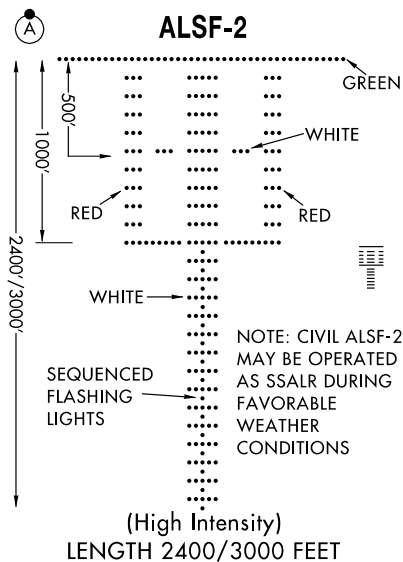 A
ALSF-2
GREEN
500'
1000'
WHITE
RED
RED
2400'/3000'
WHITE
NOTE: CIVIL ALSF-2
MAY BE OPERATED
AS SSALR DURING
FAVORABLE
WEATHER
CONDITIONS
SEQUENCED
FLASHING
LIGHTS
(High Intensity)
LENGTH 2400/3000 FEET